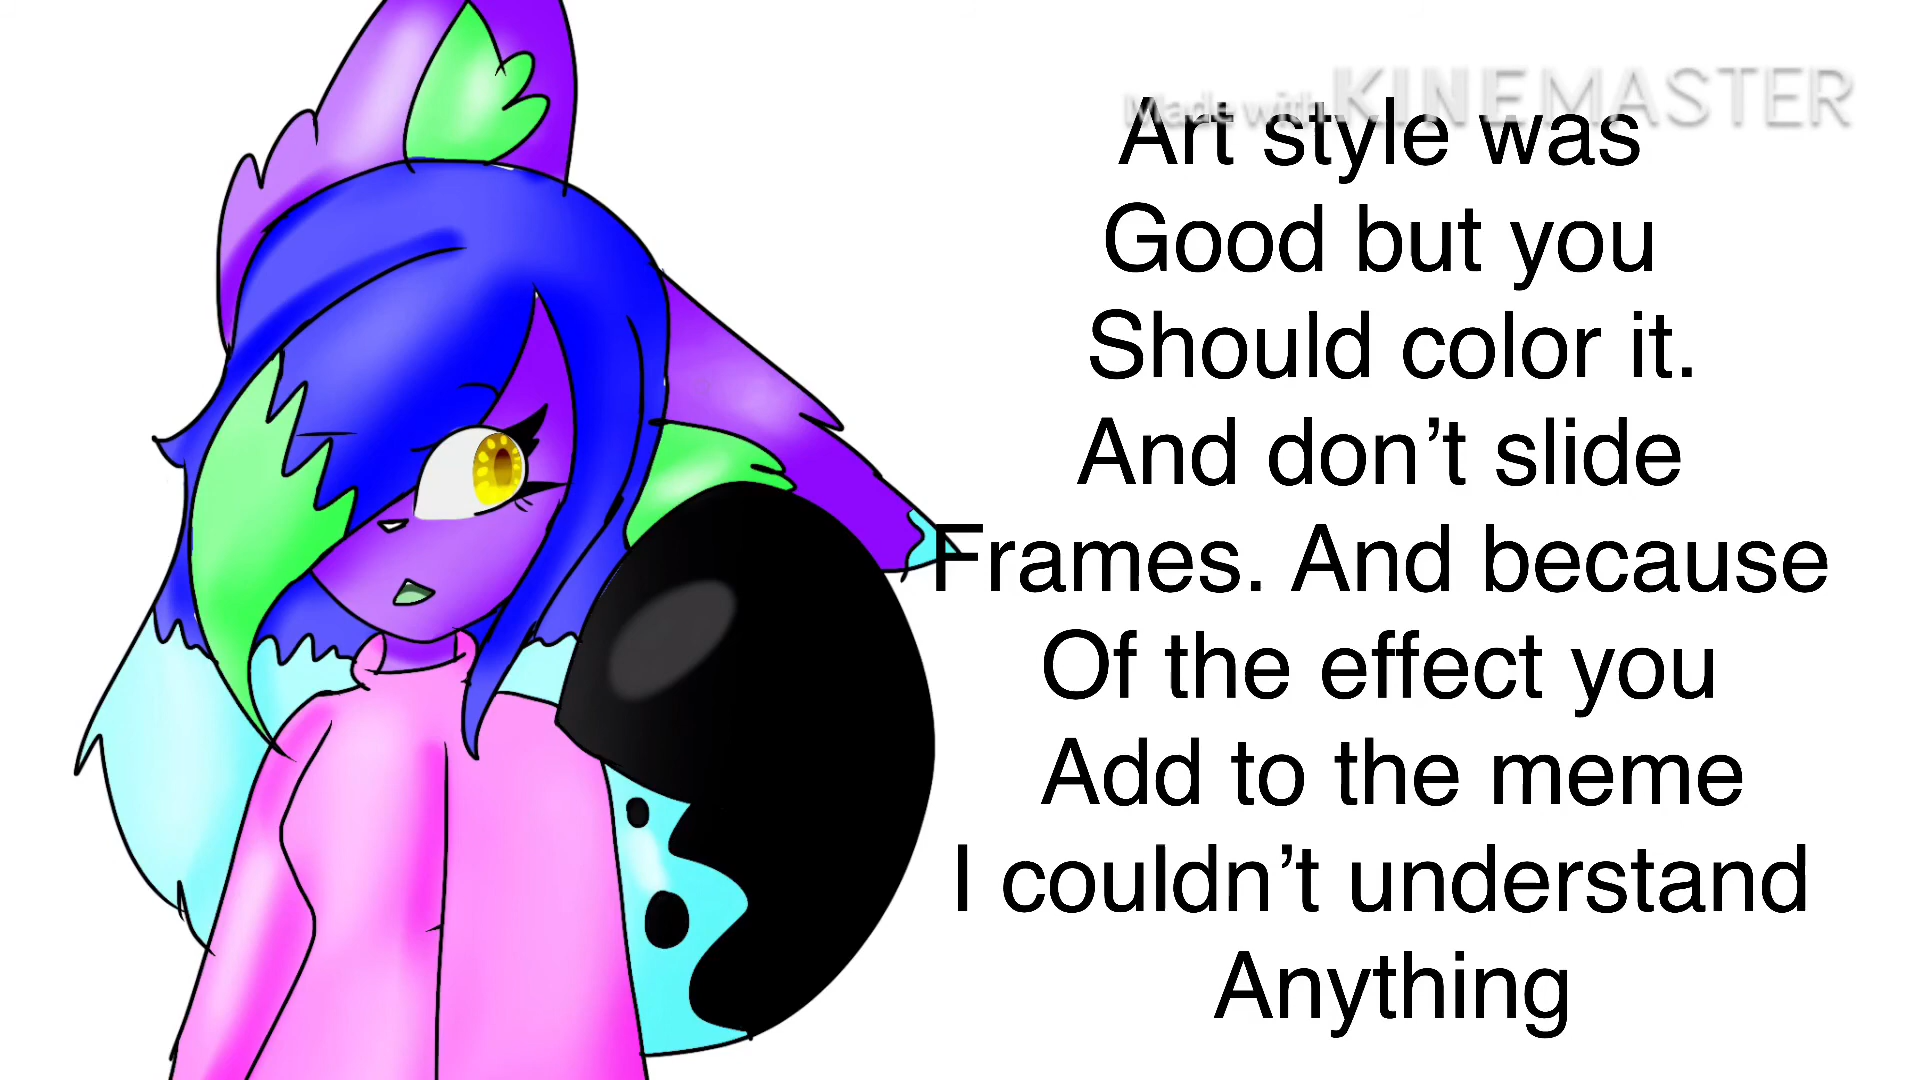 Made with KINEMASTER
Art style was
Good but you
Should color it.
And don’t slide
Frames. And because
Of the effect you
Add to the meme
I couldn’t understand
Anything